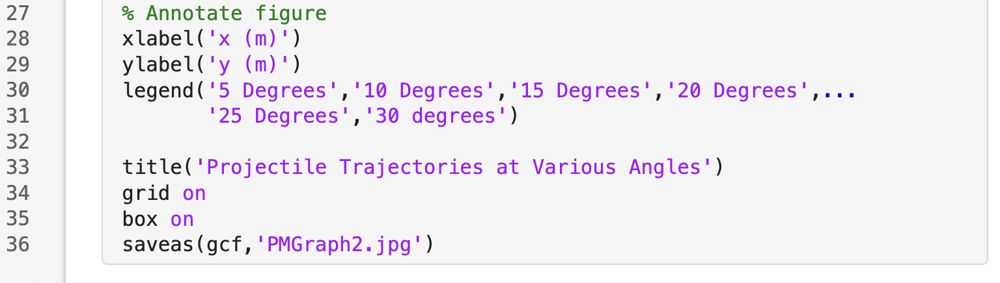 27 % Annotate figure
28 xlabel('x (m)')
29 ylabel('y (m)')
30 legend('5 Degrees','10 Degrees','15 Degrees','20 Degrees',...
31 '25 Degrees','30 degrees')
32
33 title('Projectile Trajectories at Various Angles')
34 grid on
35 box on
36 saveas(gcf,'PMGraph2.jpg')